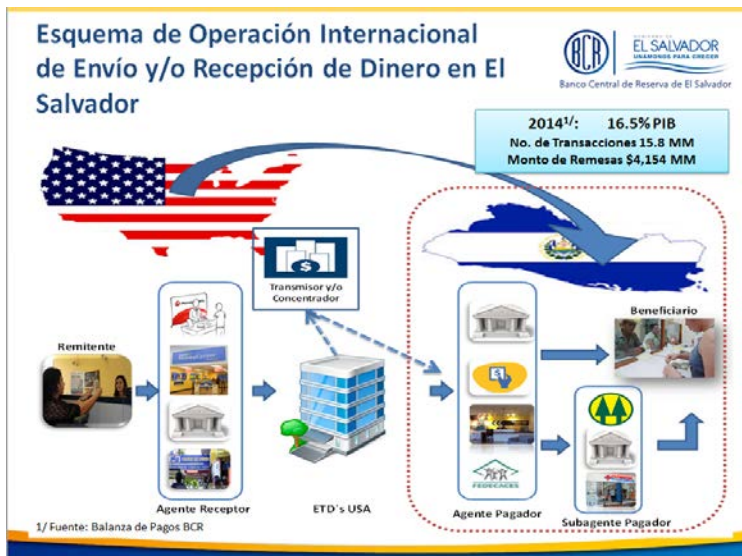 Esquema de Operación Internacional
de Envío y/o Recepción de Dinero en El
Salvador
BCR
GOBIERNO DE
EL SALVADOR
UNÁMONOS PARA CRECER
Banco Central de Reserva de El Salvador
2014¹/: 16.5% PIB
No. de Transacciones 15.8 MM
Monto de Remesas $4,154 MM
Transmisor y/o
Concentrador
Remitente
Beneficiario
FEDECACES
Agente Receptor
ETD´s USA
Agente Pagador
Subagente Pagador
1/ Fuente: Balanza de Pagos BCR